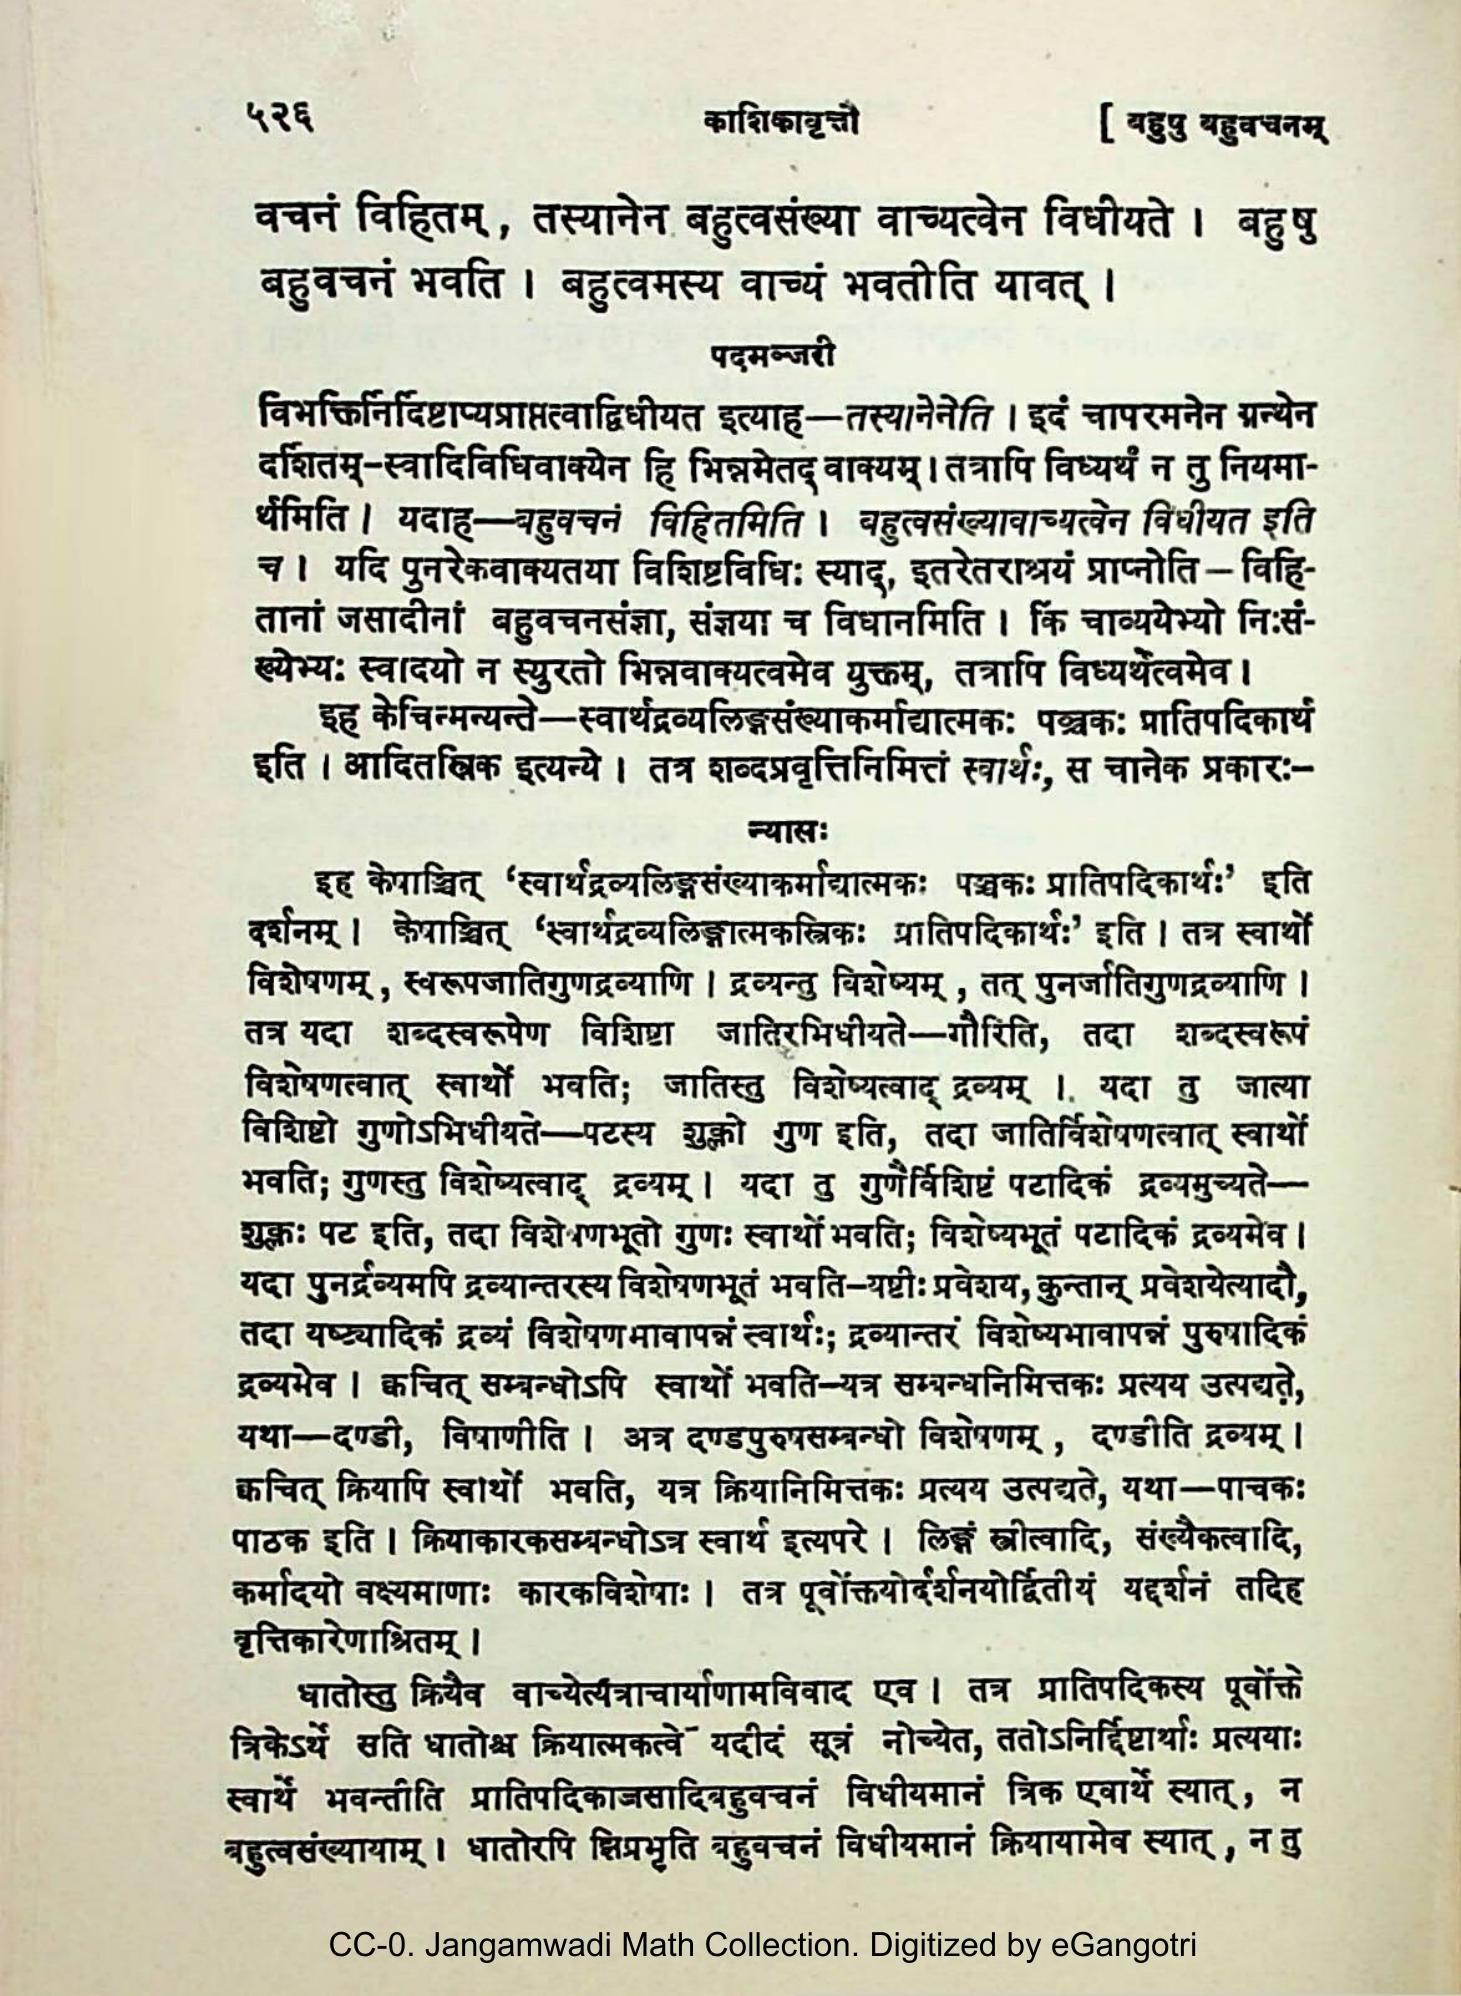 ५२६ काशिकावृत्तौ [ बहुषु बहुवचनम्
वचनं विहितम् , तस्यानेन बहुत्वसंख्या वाच्यत्वेन विधीयते । बहुषु
बहुवचनं भवति । बहुत्वमस्य वाच्यं भवतीति यावत् ।
पदमञ्जरी
विभक्तिर्निर्दिष्टाप्यप्राप्तत्वाद्विधीयत इत्याह—तस्यानेनेति । इदं चापरमनेन ग्रन्थेन
दर्शितम्–स्वादिविधिवाक्येन हि भिन्नमेतद् वाक्यम् । तत्रापि विध्यर्थं न तु नियमा-
र्थमिति । यदाह—बहुवचनं विहितमिति । बहुत्वसंख्यावाच्यत्वेन विधीयत इति
च । यदि पुनरेकवाक्यतया विशिष्टविधिः स्याद्, इतरेतराश्रयं प्राप्नोति – विहि-
तानां जसादीनां बहुवचनसंज्ञा, संज्ञया च विधानमिति । किं चाव्ययेभ्यो निःसं-
ख्येभ्यः स्वादयो न स्युरतो भिन्नवाक्यत्वमेव युक्तम्, तत्रापि विध्यर्थत्वमेव ।
इह केचिन्मन्यन्ते—स्वार्थद्रव्यलिङ्गसंख्याकर्माद्यात्मकः पञ्चकः प्रातिपदिकार्थ
इति । आदितस्त्रिक इत्यन्ये । तत्र शब्दप्रवृत्तिनिमित्तं स्वार्थः, स चानेक प्रकारः–
न्यासः
इह केषाञ्चित् ‘स्वार्थद्रव्यलिङ्गसंख्याकर्माद्यात्मकः पञ्चकः प्रातिपदिकार्थः’ इति
दर्शनम् । केषाञ्चित् ‘स्वार्थद्रव्यलिङ्गात्मकस्त्रिकः प्रातिपदिकार्थः’ इति । तत्र स्वार्थो
विशेषणम् , स्वरूपजातिगुणद्रव्याणि । द्रव्यन्तु विशेष्यम् , तत् पुनर्जातिगुणद्रव्याणि ।
तत्र यदा शब्दस्वरूपेण विशिष्टा जातिरभिधीयते—गौरिति, तदा शब्दस्वरूपं
विशेषणत्वात् स्वार्थो भवति; जातिस्तु विशेष्यत्वाद् द्रव्यम् । यदा तु जात्या
विशिष्टो गुणोऽभिधीयते—पटस्य शुक्लो गुण इति, तदा जातिर्विशेषणत्वात् स्वार्थो
भवति; गुणस्तु विशेष्यत्वाद् द्रव्यम् । यदा तु गुणैर्विशिष्टं पटादिकं द्रव्यमुच्यते—
शुक्लः पट इति, तदा विशेषणभूतो गुणः स्वार्थो भवति; विशेष्यभूतं पटादिकं द्रव्यमेव ।
यदा पुनर्द्रव्यमपि द्रव्यान्तरस्य विशेषणभूतं भवति–यष्टीः प्रवेशय, कुन्तान् प्रवेशयेत्यादौ,
तदा यष्ट्यादिकं द्रव्यं विशेषणभावापन्नं स्वार्थः; द्रव्यान्तरं विशेष्यभावापन्नं पुरुषादिकं
द्रव्यमेव । क्वचित् सम्बन्धोऽपि स्वार्थो भवति–यत्र सम्बन्धनिमित्तकः प्रत्यय उत्पद्यते,
यथा—दण्डी, विषाणीति । अत्र दण्डपुरुषसम्बन्धो विशेषणम् , दण्डीति द्रव्यम् ।
क्वचित् क्रियापि स्वार्थो भवति, यत्र क्रियानिमित्तकः प्रत्यय उत्पद्यते, यथा—पाचकः
पाठक इति । क्रियाकारकसम्बन्धोऽत्र स्वार्थ इत्यपरे । लिङ्गं स्त्रीत्वादि, संख्यैकत्वादि,
कर्मादयो वक्ष्यमाणाः कारकविशेषाः । तत्र पूर्वोक्तयोर्दर्शनयोर्द्वितीयं यद्दर्शनं तदिह
वृत्तिकारेणाश्रितम् ।
धातोस्तु क्रियैव वाच्येत्यत्राचार्याणामविवाद एव । तत्र प्रातिपदिकस्य पूर्वोक्ते
त्रिकेऽर्थे सति धातोश्च क्रियात्मकत्वे यदीदं सूत्रं नोच्येत, ततोऽनिर्द्दिष्टार्थाः प्रत्ययाः
स्वार्थे भवन्तीति प्रातिपदिकाज्जसादिबहुवचनं विधीयमानं त्रिक एवार्थे स्यात् , न
बहुत्वसंख्यायाम् । धातोरपि झिप्रभृति बहुवचनं विधीयमानं क्रियायामेव स्यात् , न तु
CC-0. Jangamwadi Math Collection. Digitized by eGangotri